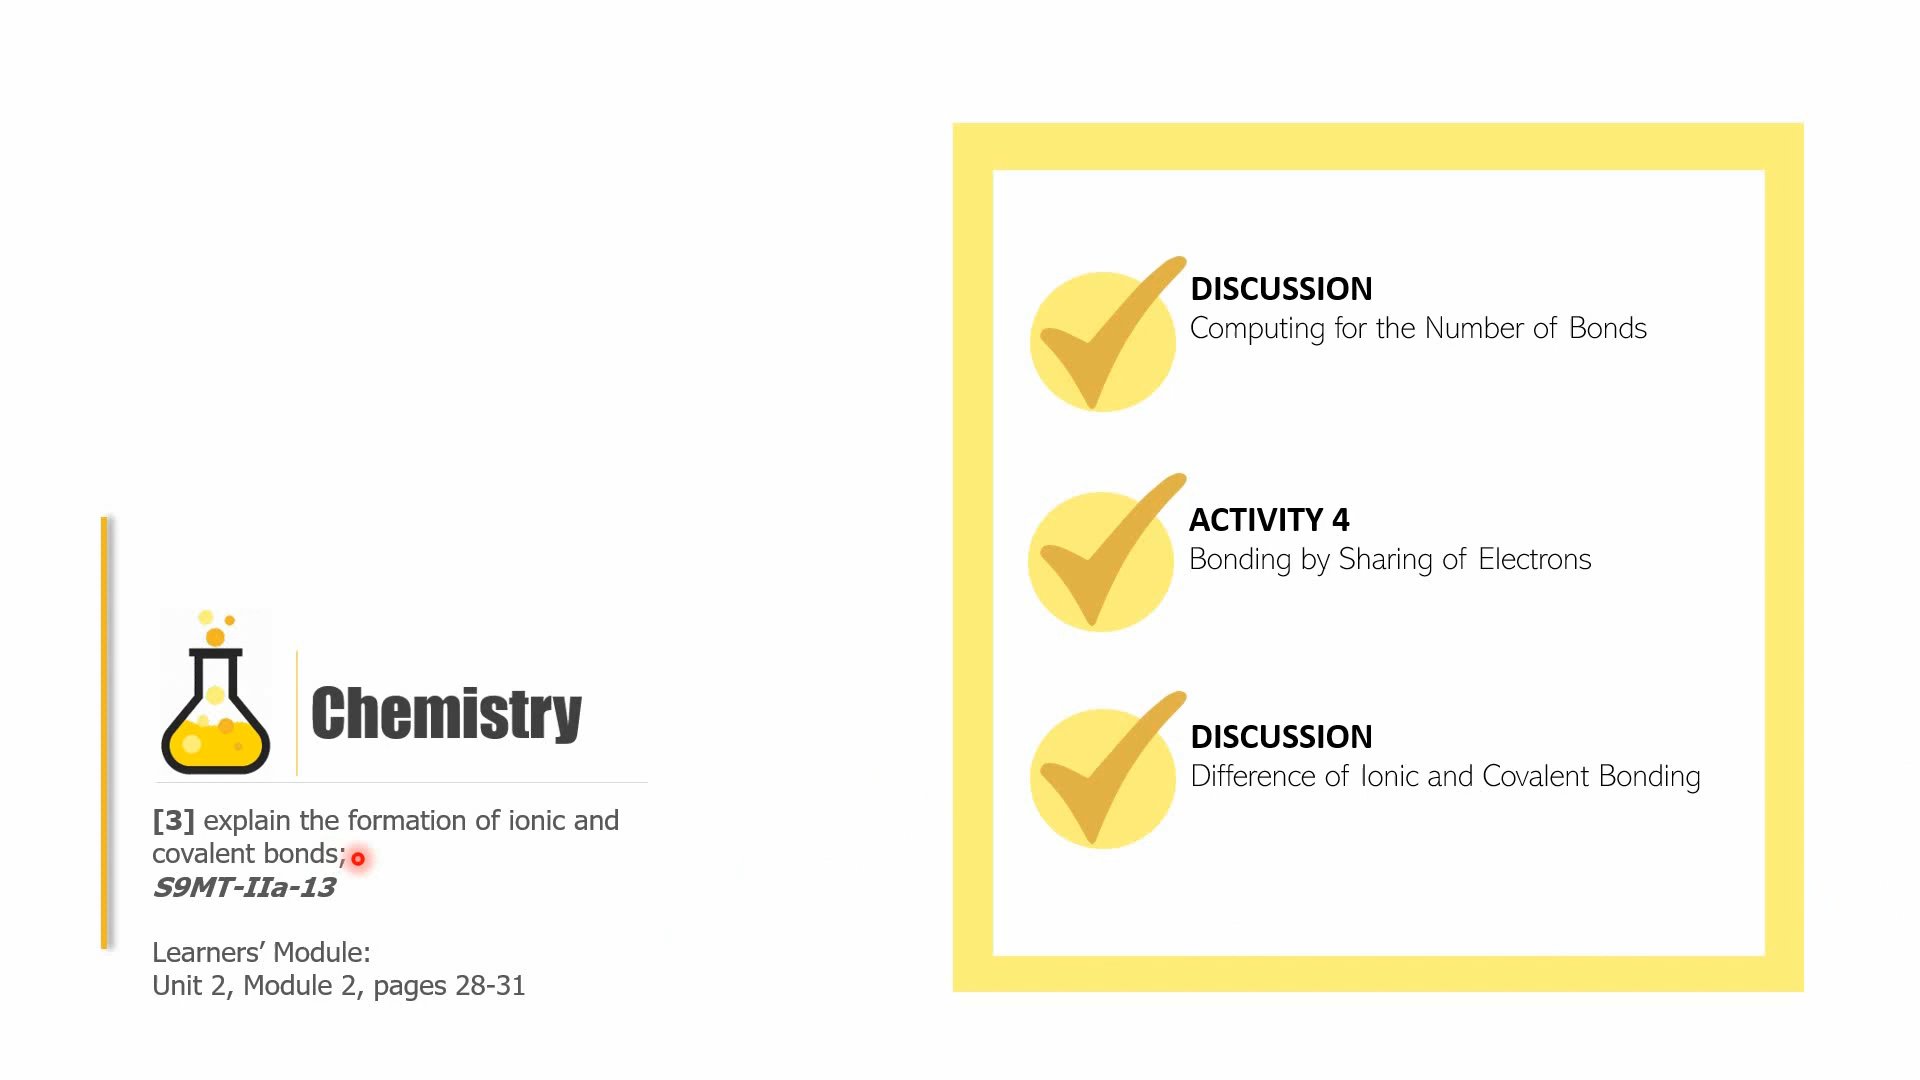 Chemistry
[3] explain the formation of ionic and
covalent bonds;
S9MT-IIa-13
Learners’ Module:
Unit 2, Module 2, pages 28-31
DISCUSSION
Computing for the Number of Bonds
ACTIVITY 4
Bonding by Sharing of Electrons
DISCUSSION
Difference of Ionic and Covalent Bonding